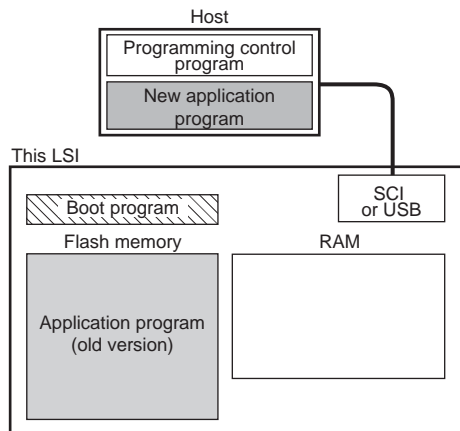 Host
Programming control
program
New application
program
This LSI
SCI
or USB
Boot program
Flash memory
RAM
Application program
(old version)